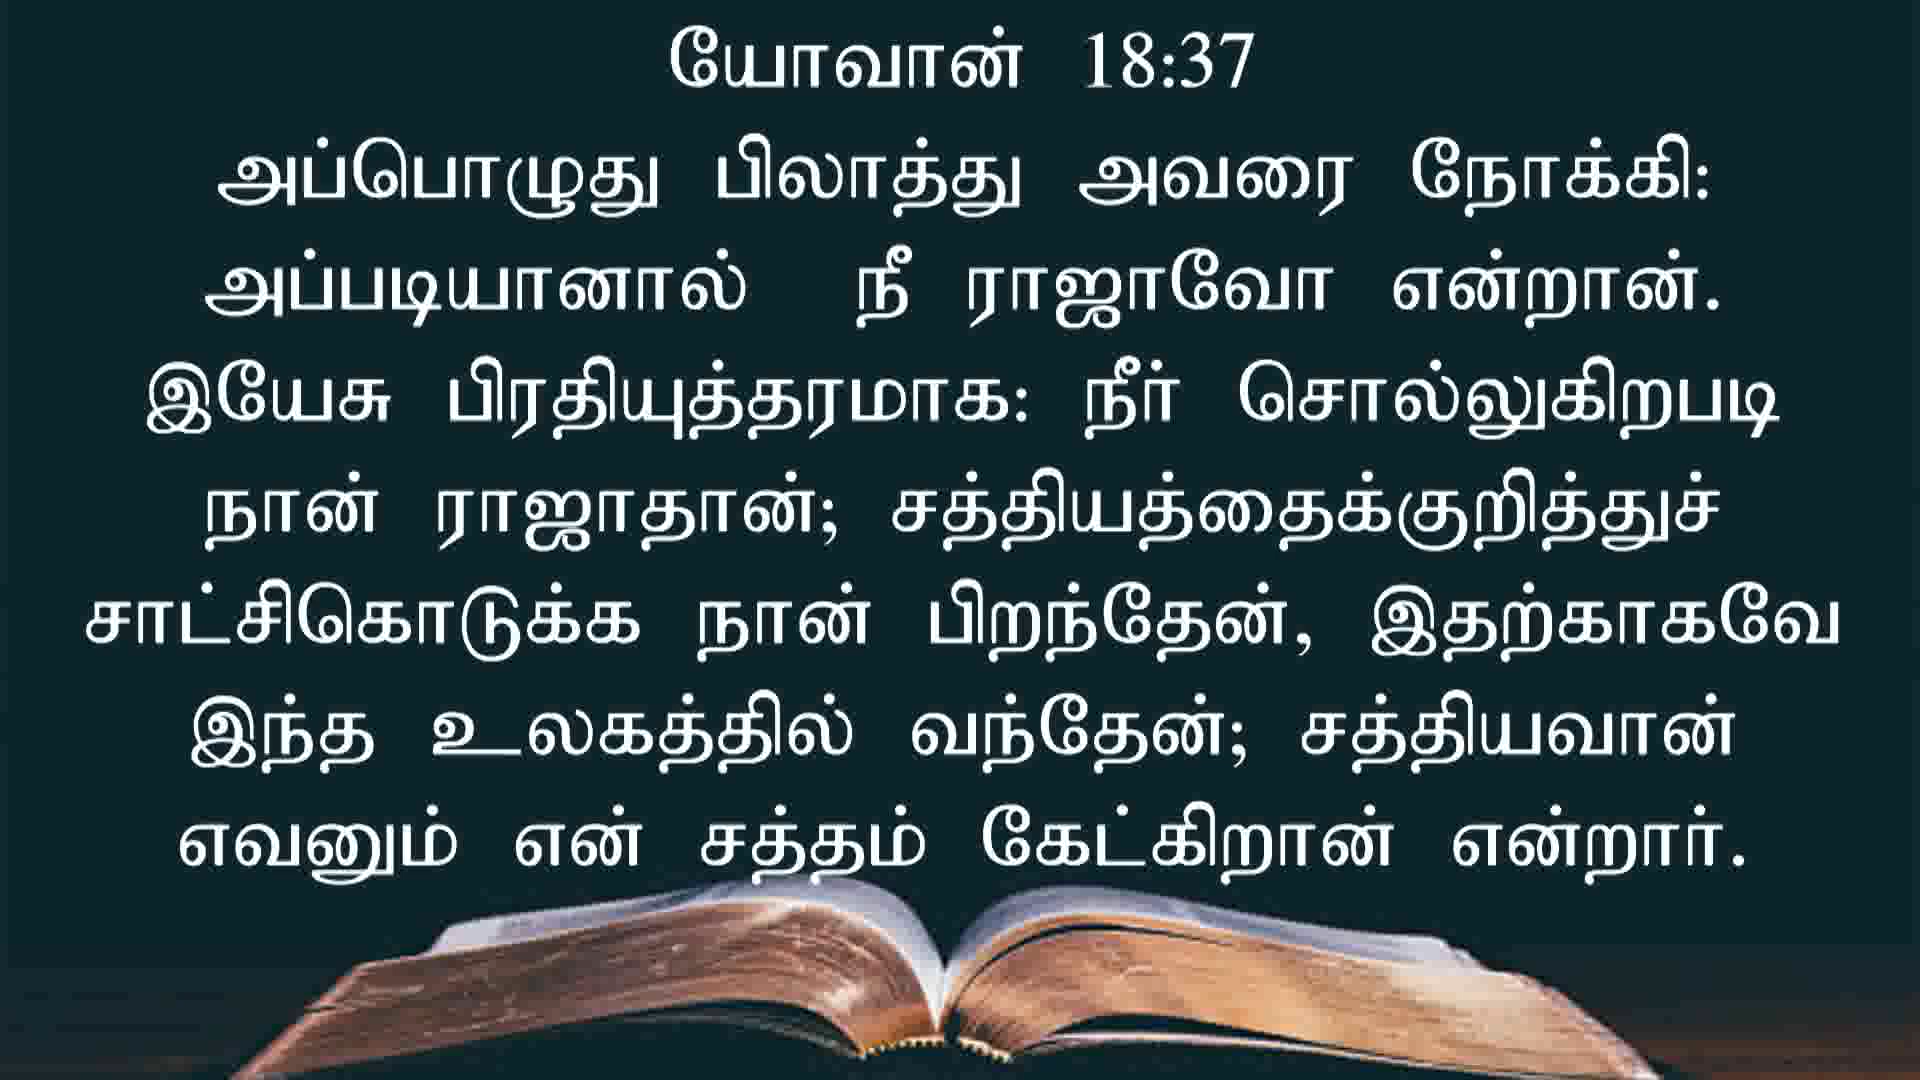 யோவான் 18:37
அப்பொழுது பிலாத்து அவரை நோக்கி:
அப்படியானால் நீ ராஜாவோ என்றான்.
இயேசு பிரதியுத்தரமாக: நீர் சொல்லுகிறபடி
நான் ராஜாதான்; சத்தியத்தைக்குறித்துச்
சாட்சிகொடுக்க நான் பிறந்தேன், இதற்காகவே
இந்த உலகத்தில் வந்தேன்; சத்தியவான்
எவனும் என் சத்தம் கேட்கிறான் என்றார்.